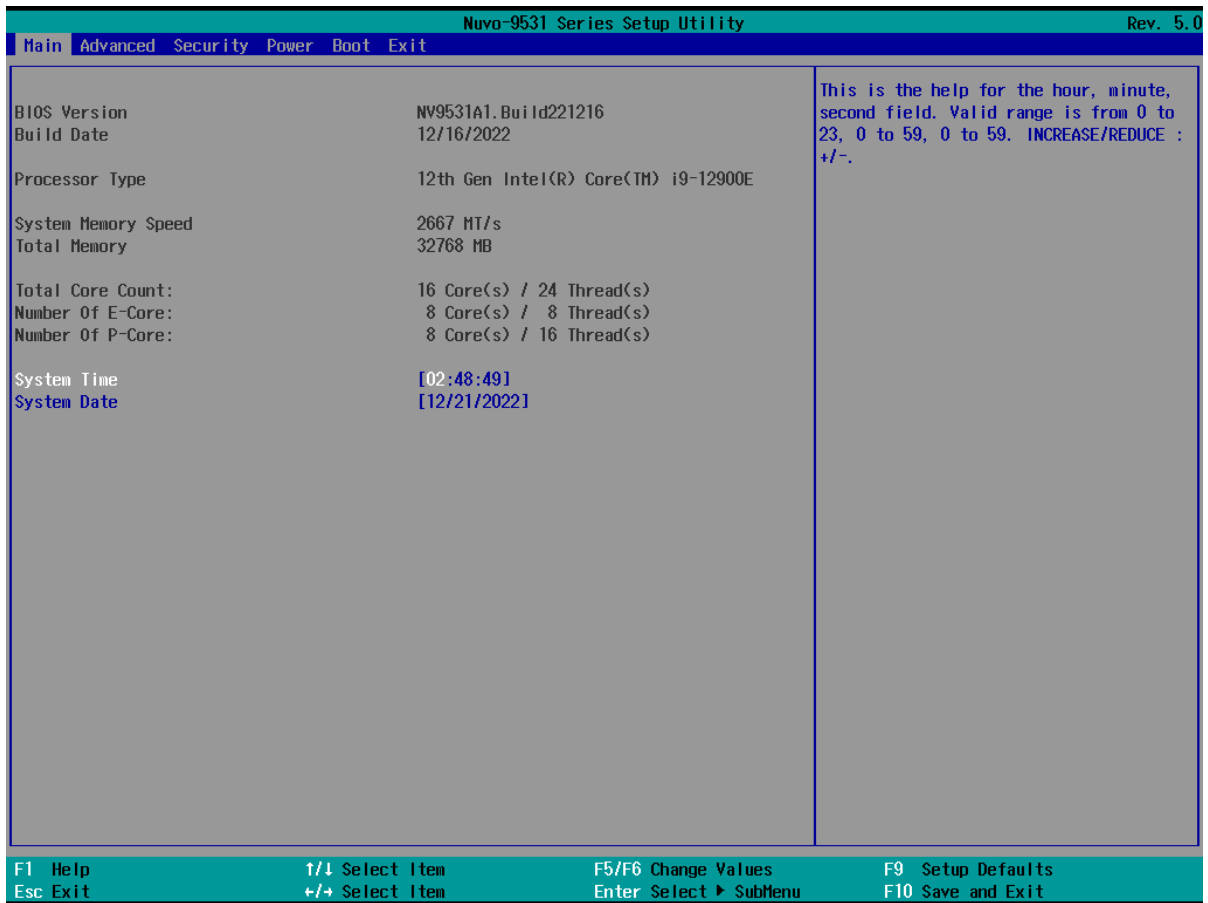 Nuvo-9531 Series Setup Utility Rev. 5.0
Main Advanced Security Power Boot Exit
BIOS Version NV9531A1.Build221216
Build Date 12/16/2022
Processor Type 12th Gen Intel(R) Core(TM) i9-12900E
System Memory Speed 2667 MT/s
Total Memory 32768 MB
Total Core Count: 16 Core(s) / 24 Thread(s)
Number Of E-Core: 8 Core(s) / 8 Thread(s)
Number Of P-Core: 8 Core(s) / 16 Thread(s)
System Time [02:48:49]
System Date [12/21/2022]
This is the help for the hour, minute,
second field. Valid range is from 0 to
23, 0 to 59, 0 to 59. INCREASE/REDUCE :
+/-.
F1 Help ↑/↓ Select Item F5/F6 Change Values F9 Setup Defaults
Esc Exit ←/→ Select Item Enter Select ▶ SubMenu F10 Save and Exit